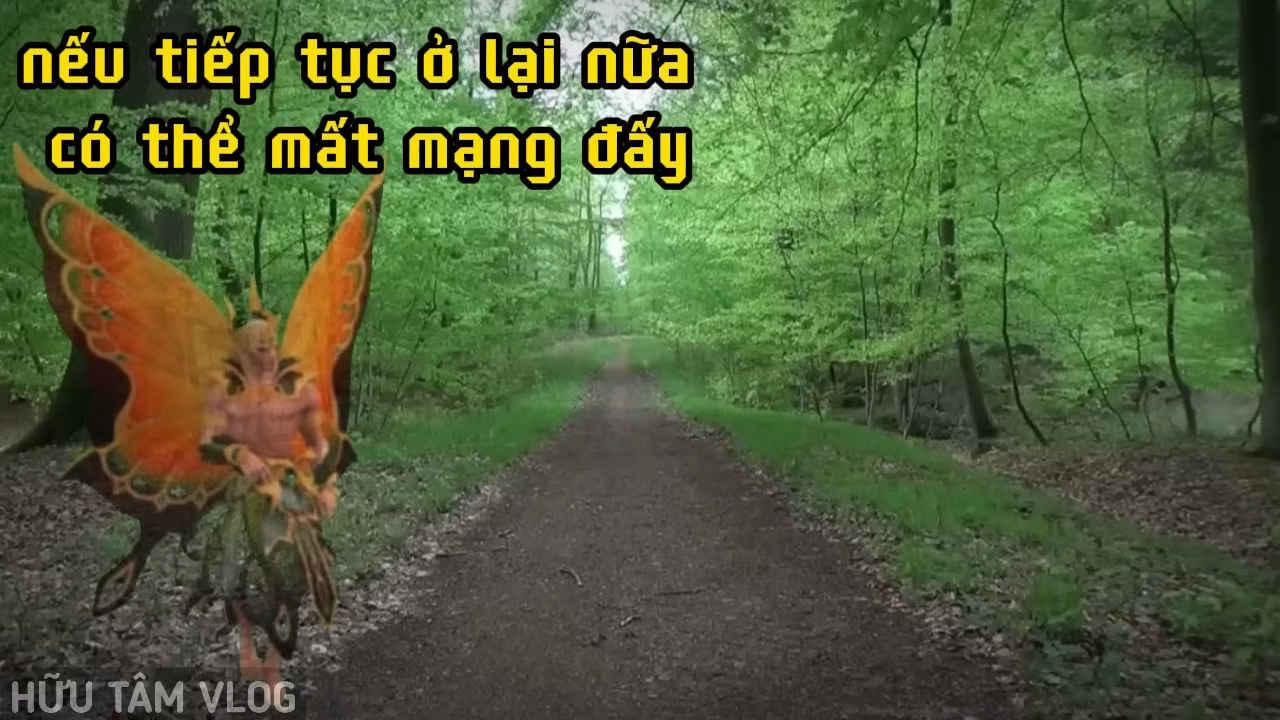 nếu tiếp tục ở lại nữa
có thể mất mạng đấy
HỮU TÂM VLOG